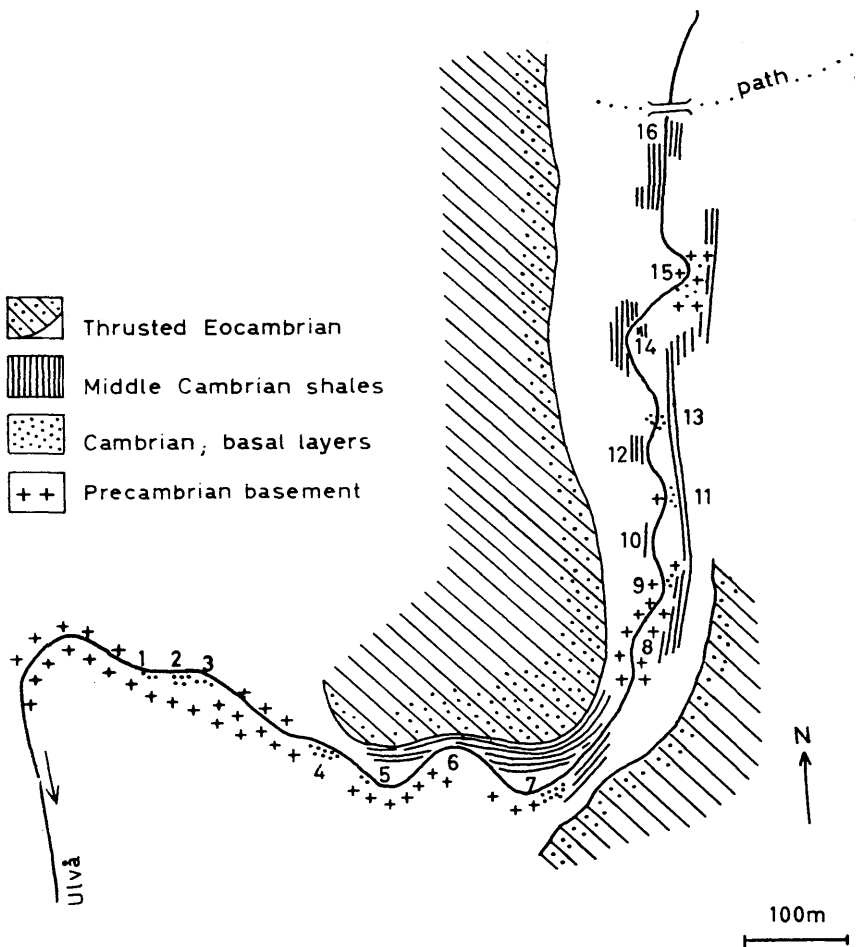 path
16
15
14
13
12
11
10
9
8
Thrusted Eocambrian
Middle Cambrian shales
Cambrian; basal layers
Precambrian basement
1 2 3
4
5
6
7
N
Ulvå
100m